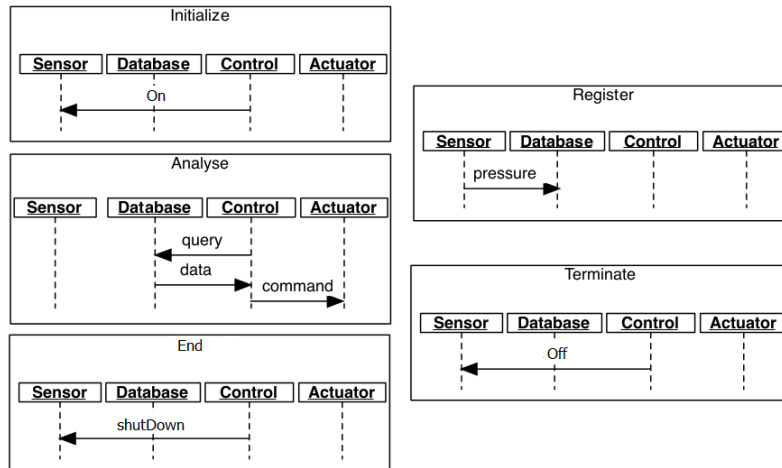 Initialize
Sensor Database Control Actuator
On
Analyse
Sensor Database Control Actuator
query
data
command
End
Sensor Database Control Actuator
shutDown
Register
Sensor Database Control Actuator
pressure
Terminate
Sensor Database Control Actuator
Off